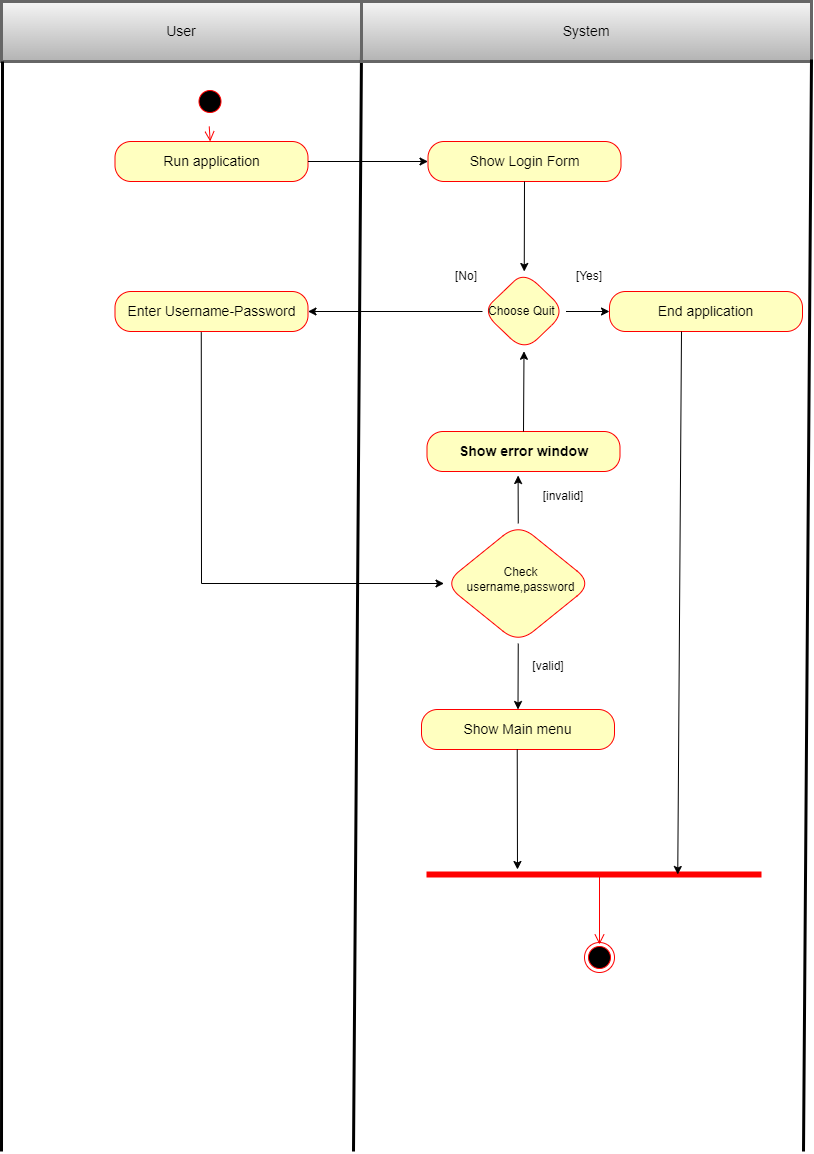 User
System
Run application
Show Login Form
[No]
[Yes]
Enter Username-Password
Choose Quit
End application
Show error window
[invalid]
Check
username,password
[valid]
Show Main menu